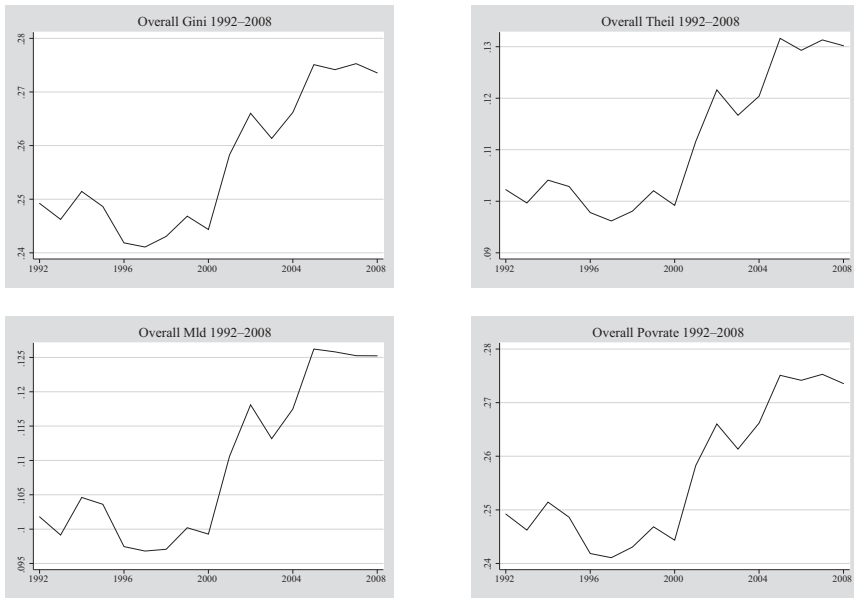 Overall Gini 1992–2008
.28
.27
.26
.25
.24
1992 1996 2000 2004 2008
Overall Theil 1992–2008
.13
.12
.11
.1
.09
1992 1996 2000 2004 2008
Overall Mld 1992–2008
.125
.12
.115
.11
.105
.1
.095
1992 1996 2000 2004 2008
Overall Povrate 1992–2008
.28
.27
.26
.25
.24
1992 1996 2000 2004 2008